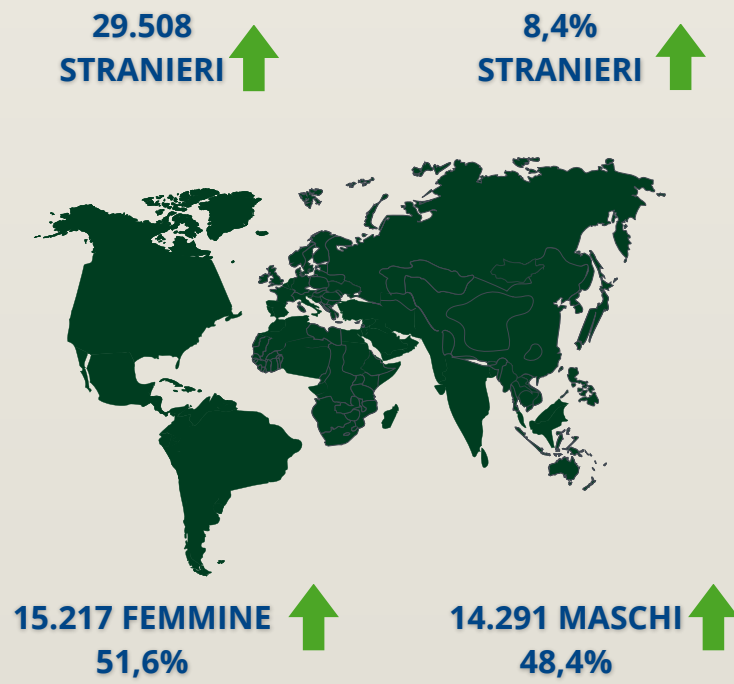 29.508
STRANIERI
8,4%
STRANIERI
15.217 FEMMINE
51,6%
14.291 MASCHI
48,4%